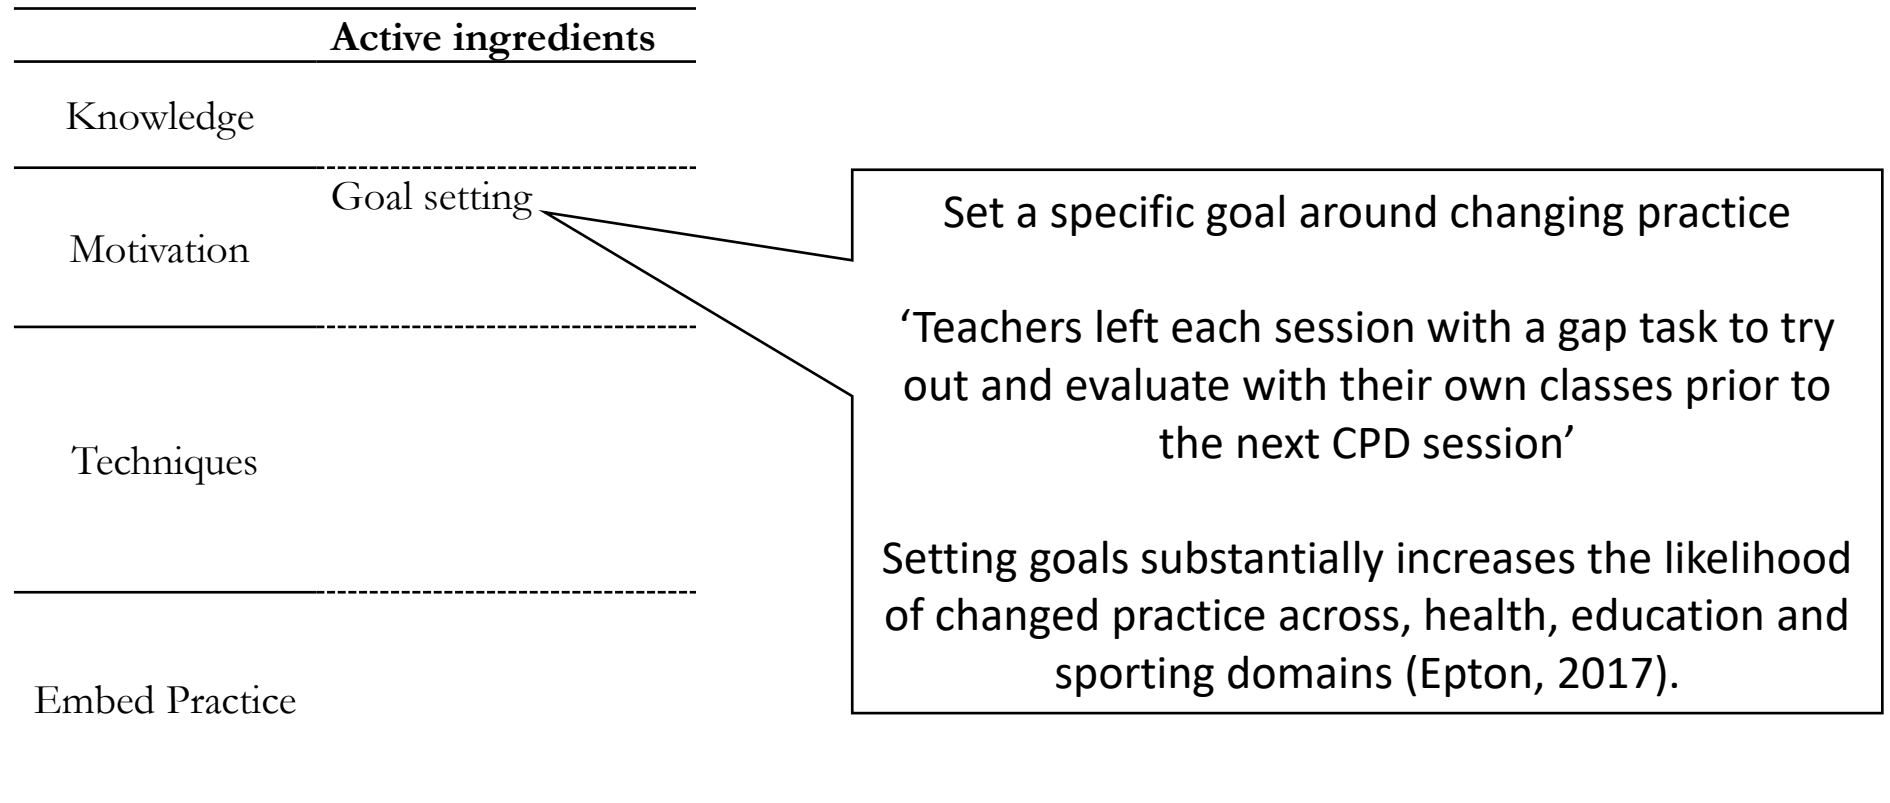 Active ingredients
Knowledge
Goal setting
Motivation
Techniques
Embed Practice
Set a specific goal around changing practice
‘Teachers left each session with a gap task to try
out and evaluate with their own classes prior to
the next CPD session’
Setting goals substantially increases the likelihood
of changed practice across, health, education and
sporting domains (Epton, 2017).